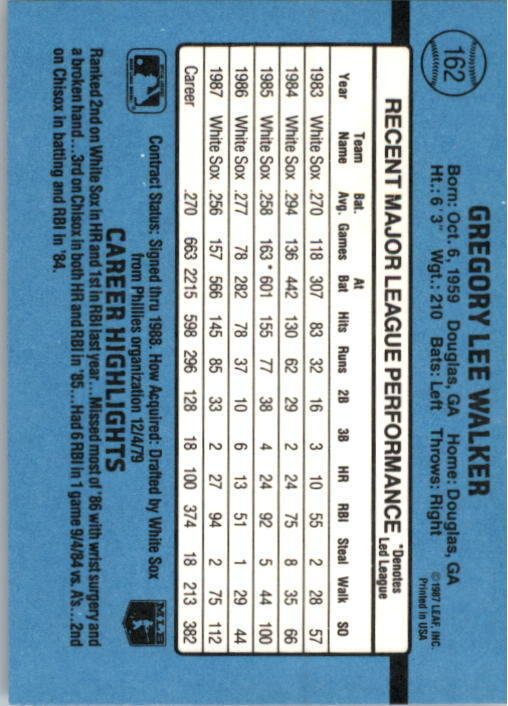 162
GREGORY LEE WALKER
Born: Oct. 6, 1959 Douglas, GA Home: Douglas, GA
Ht.: 6' 3" Wgt.: 210 Bats: Left Throws: Right
©1987 LEAF, INC.
Printed in USA
RECENT MAJOR LEAGUE PERFORMANCE *Denotes Led League
Year Team Name Bat. Avg. Games At Bat Hits Runs 2B 3B HR RBI Steal Walk SO
1983 White Sox .270 118 307 83 32 16 3 10 55 2 28 57
1984 White Sox .294 136 442 130 62 29 2 24 75 8 35 66
1985 White Sox .258 163* 601 155 77 38 4 24 92 5 44 100
1986 White Sox .277 78 282 78 37 10 6 13 51 1 29 44
1987 White Sox .256 157 566 145 85 33 2 27 94 2 75 112
Career .270 663 2215 598 296 128 18 100 374 18 213 382
Contract Status: Signed thru 1988. How Acquired: Drafted by White Sox
from Phillies organization 12/4/79
MLB
CAREER HIGHLIGHTS
Ranked 2nd on White Sox in HR and 1st in RBI last year...Missed most of '86 with wrist surgery and
a broken hand...3rd on Chisox in both HR and RBI in '85...Had 6 RBI in 1 game 9/4/84 vs. A's...2nd
on Chisox in batting and RBI in '84.